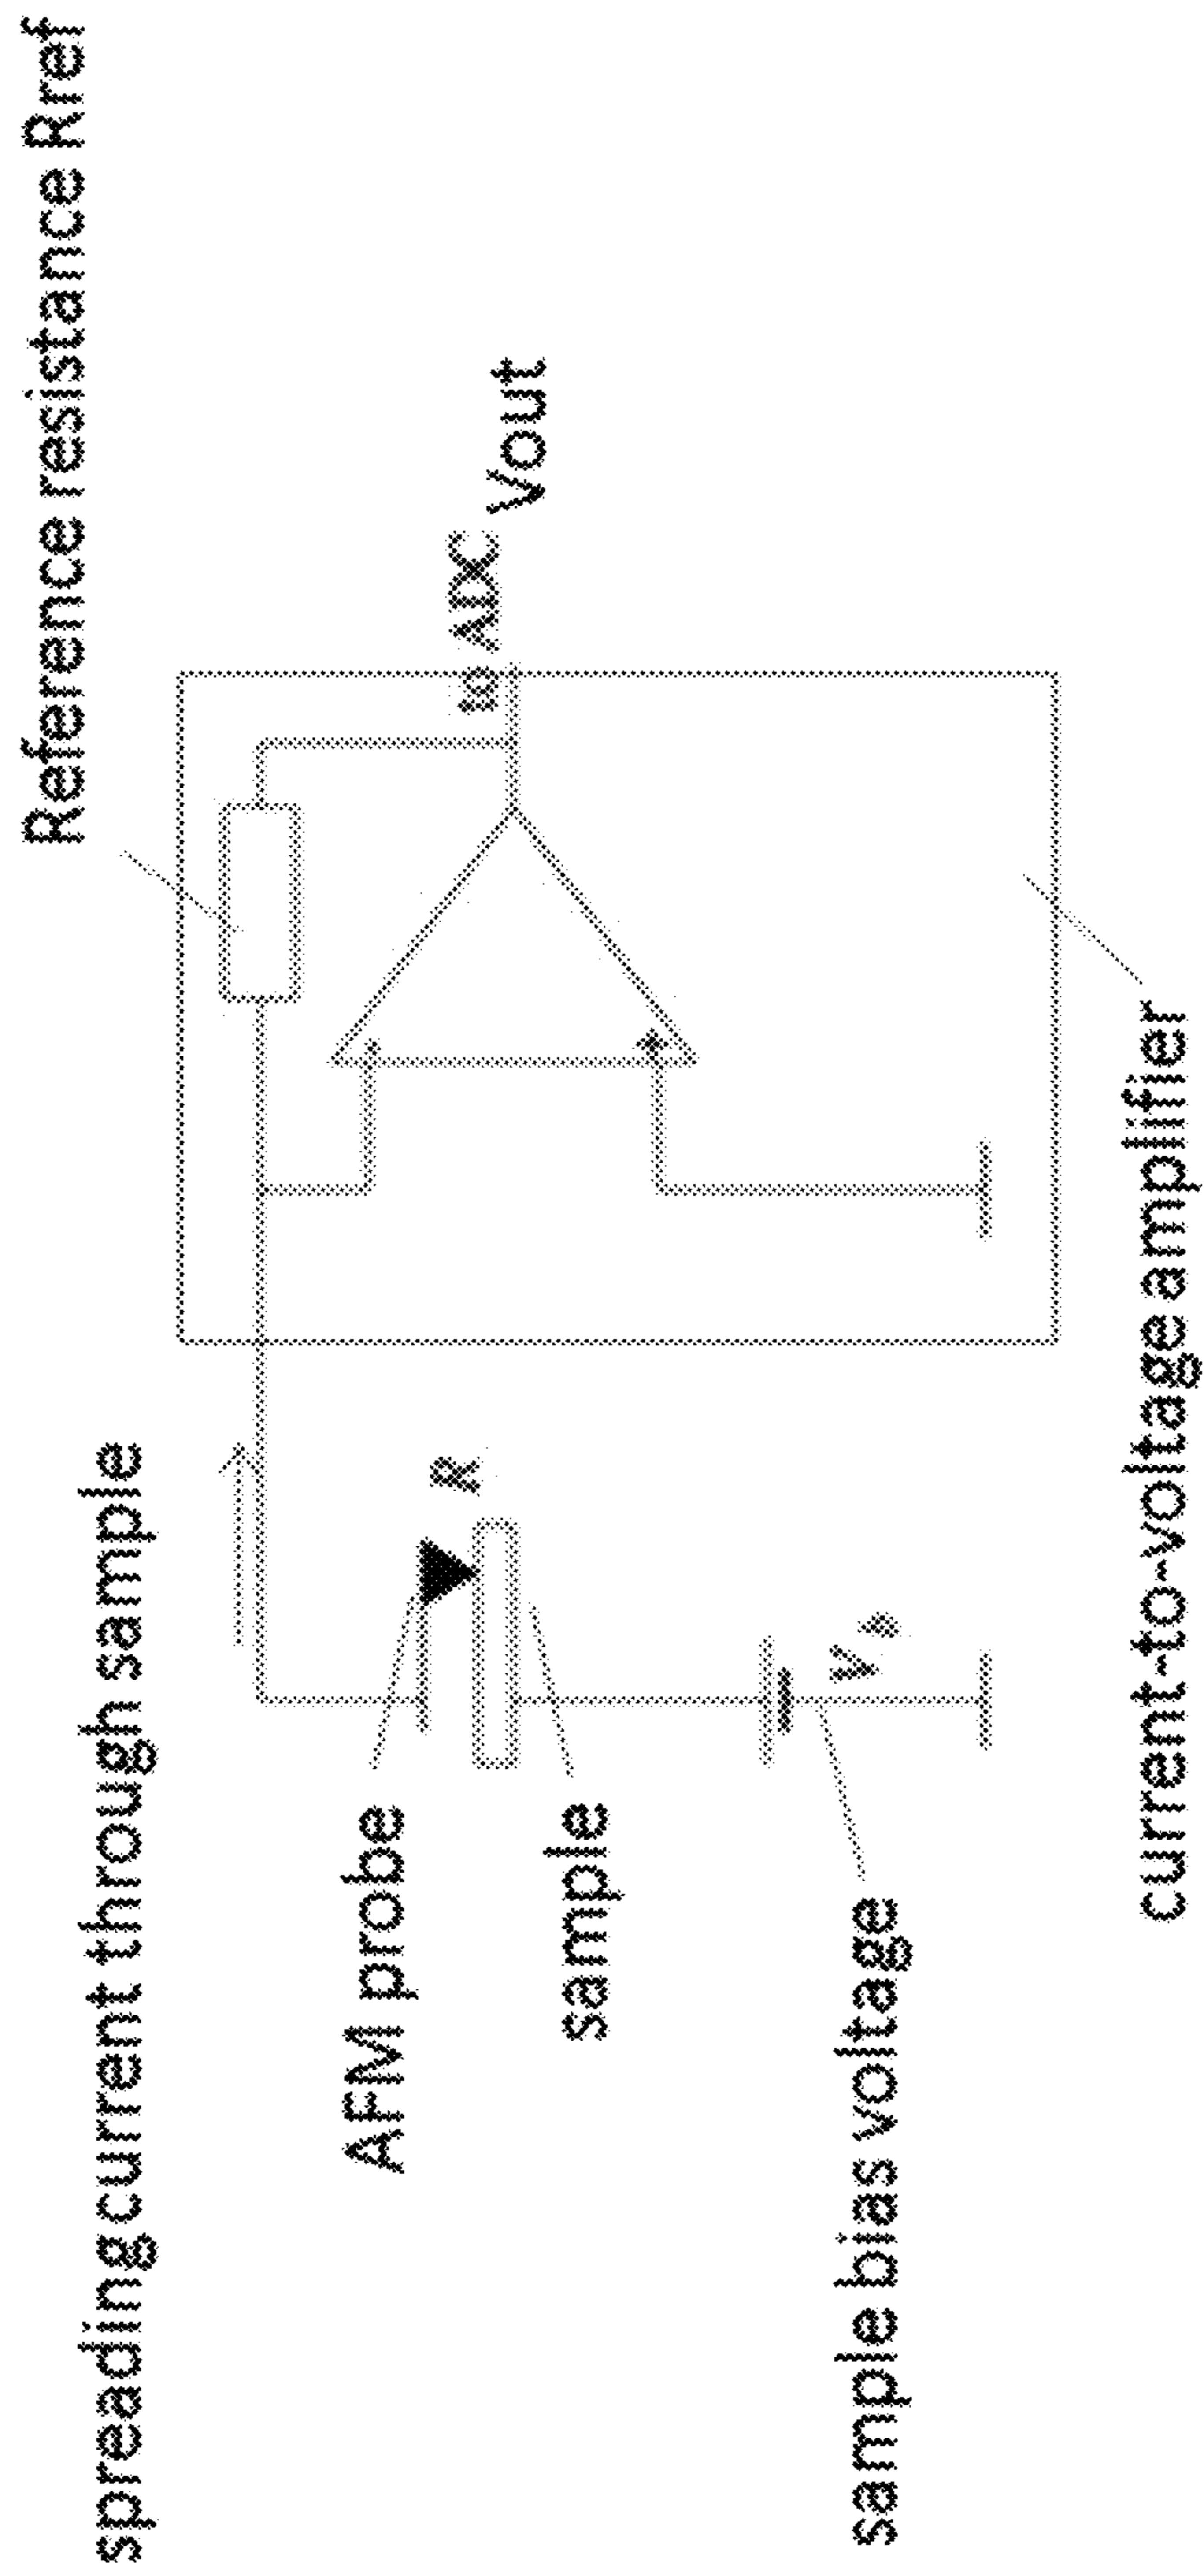 Reference resistance Rref
spreading current through sample
to ADC
Vout
R
AFM probe
sample
V
sample bias voltage
current-to-voltage amplifier